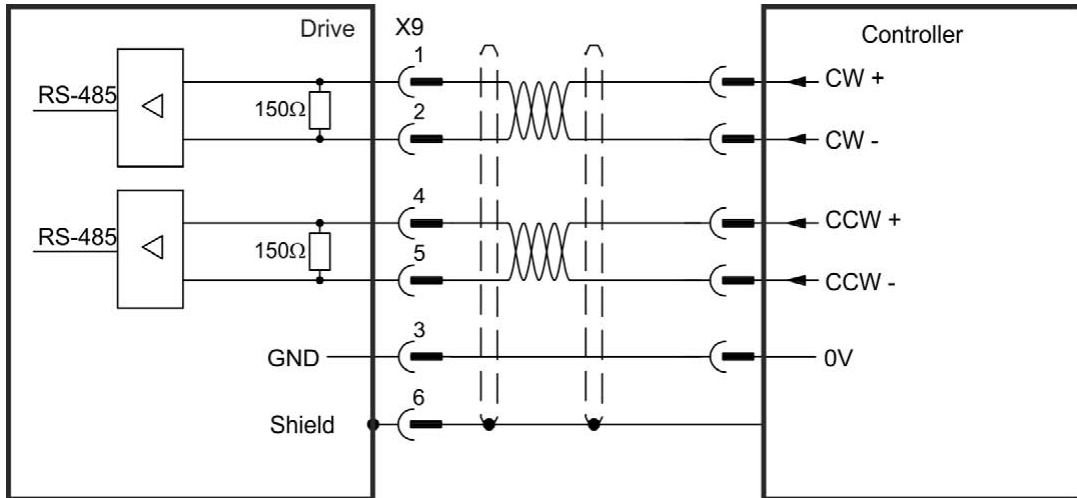 Drive
X9
Controller
1
CW +
RS-485
150Ω
2
CW -
4
CCW +
RS-485
150Ω
5
CCW -
3
GND
0V
6
Shield